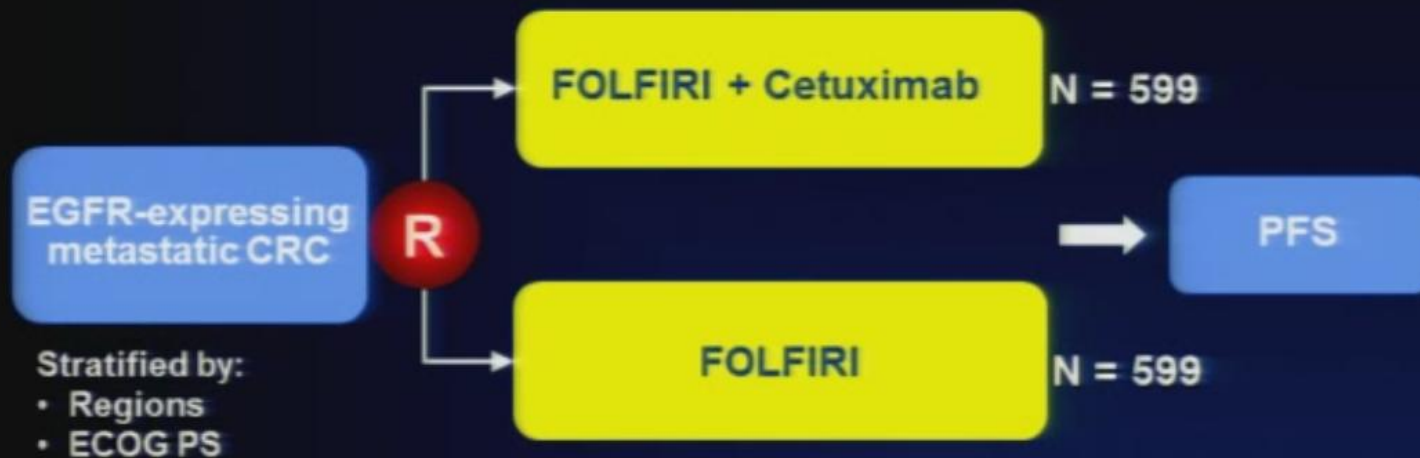 FOLFIRI + Cetuximab
N = 599
EGFR-expressing
metastatic CRC
R
PFS
FOLFIRI
N = 599
Stratified by:
• Regions
• ECOG PS